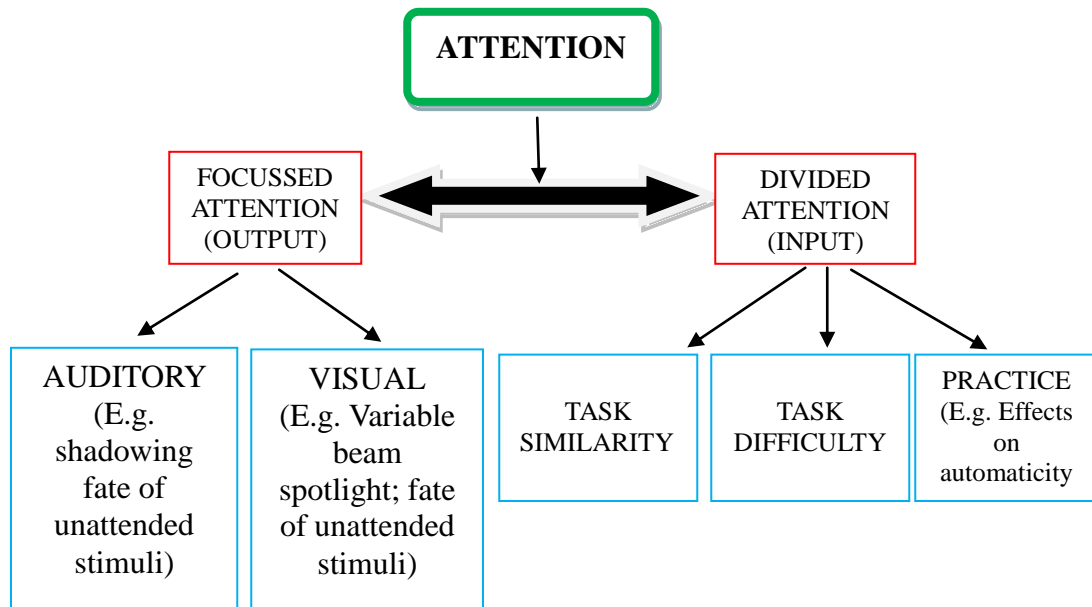 ATTENTION
FOCUSSED
ATTENTION
(OUTPUT)
DIVIDED
ATTENTION
(INPUT)
AUDITORY
(E.g.
shadowing
fate of
unattended
stimuli)
VISUAL
(E.g. Variable
beam
spotlight; fate
of unattended
stimuli)
TASK
SIMILARITY
TASK
DIFFICULTY
PRACTICE
(E.g. Effects
on
automaticity